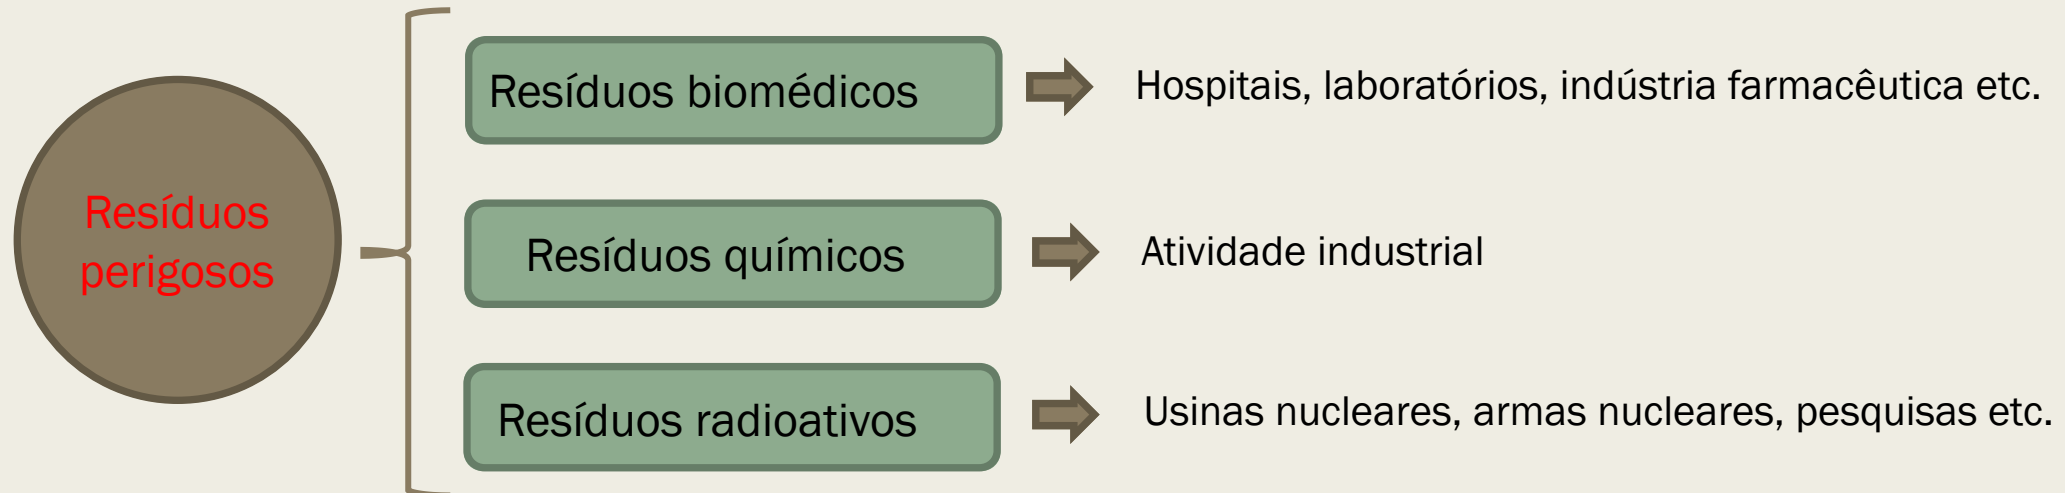 Resíduos
perigosos
Resíduos biomédicos
Hospitais, laboratórios, indústria farmacêutica etc.
Resíduos químicos
Atividade industrial
Resíduos radioativos
Usinas nucleares, armas nucleares, pesquisas etc.